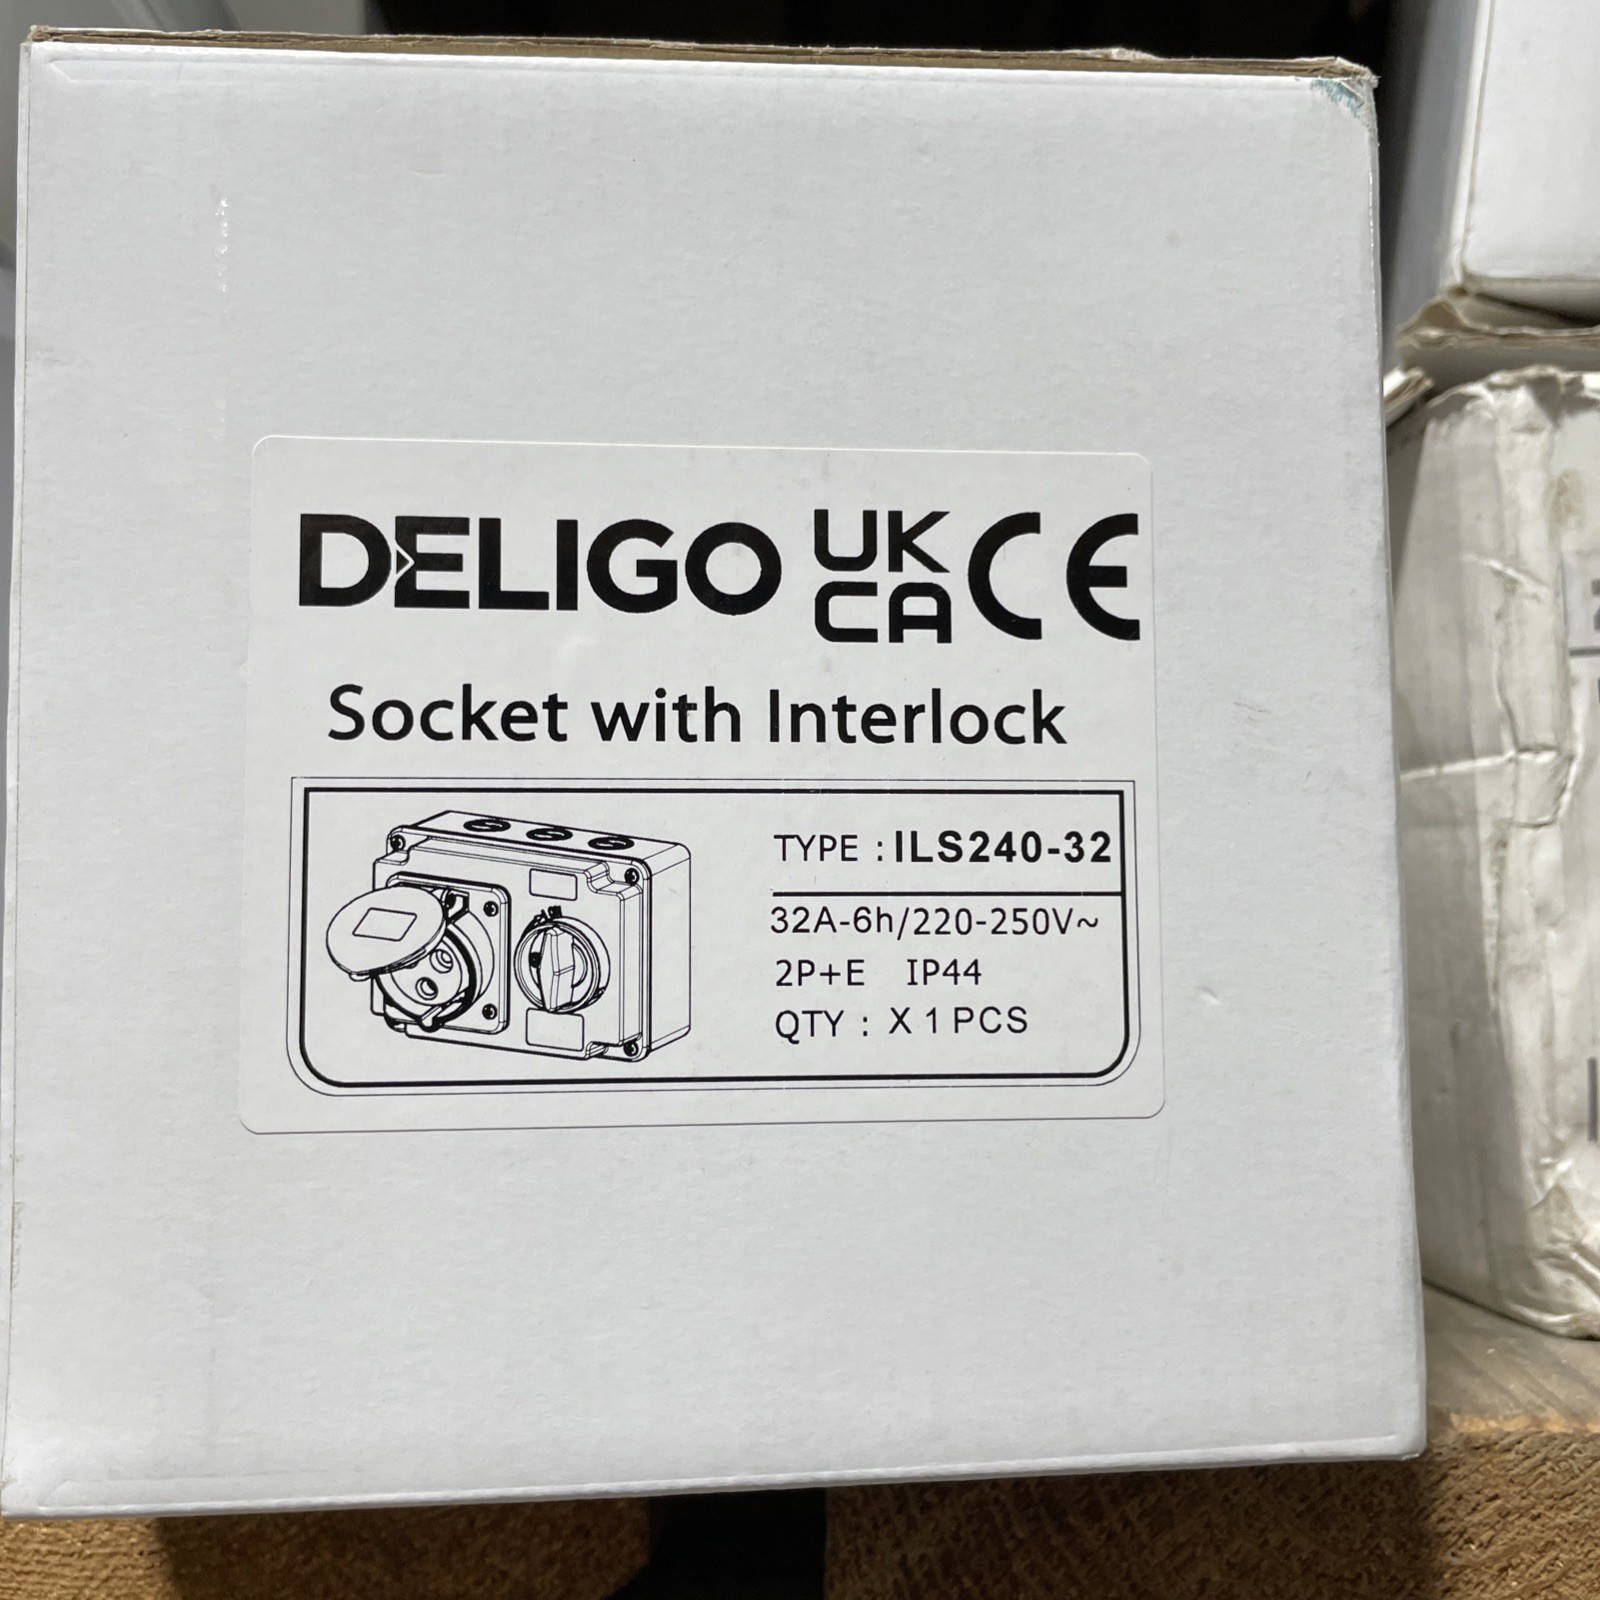 DELIGO UK CA CE
Socket with Interlock
TYPE : ILS240-32
32A-6h/220-250V~
2P+E IP44
QTY : X 1 PCS